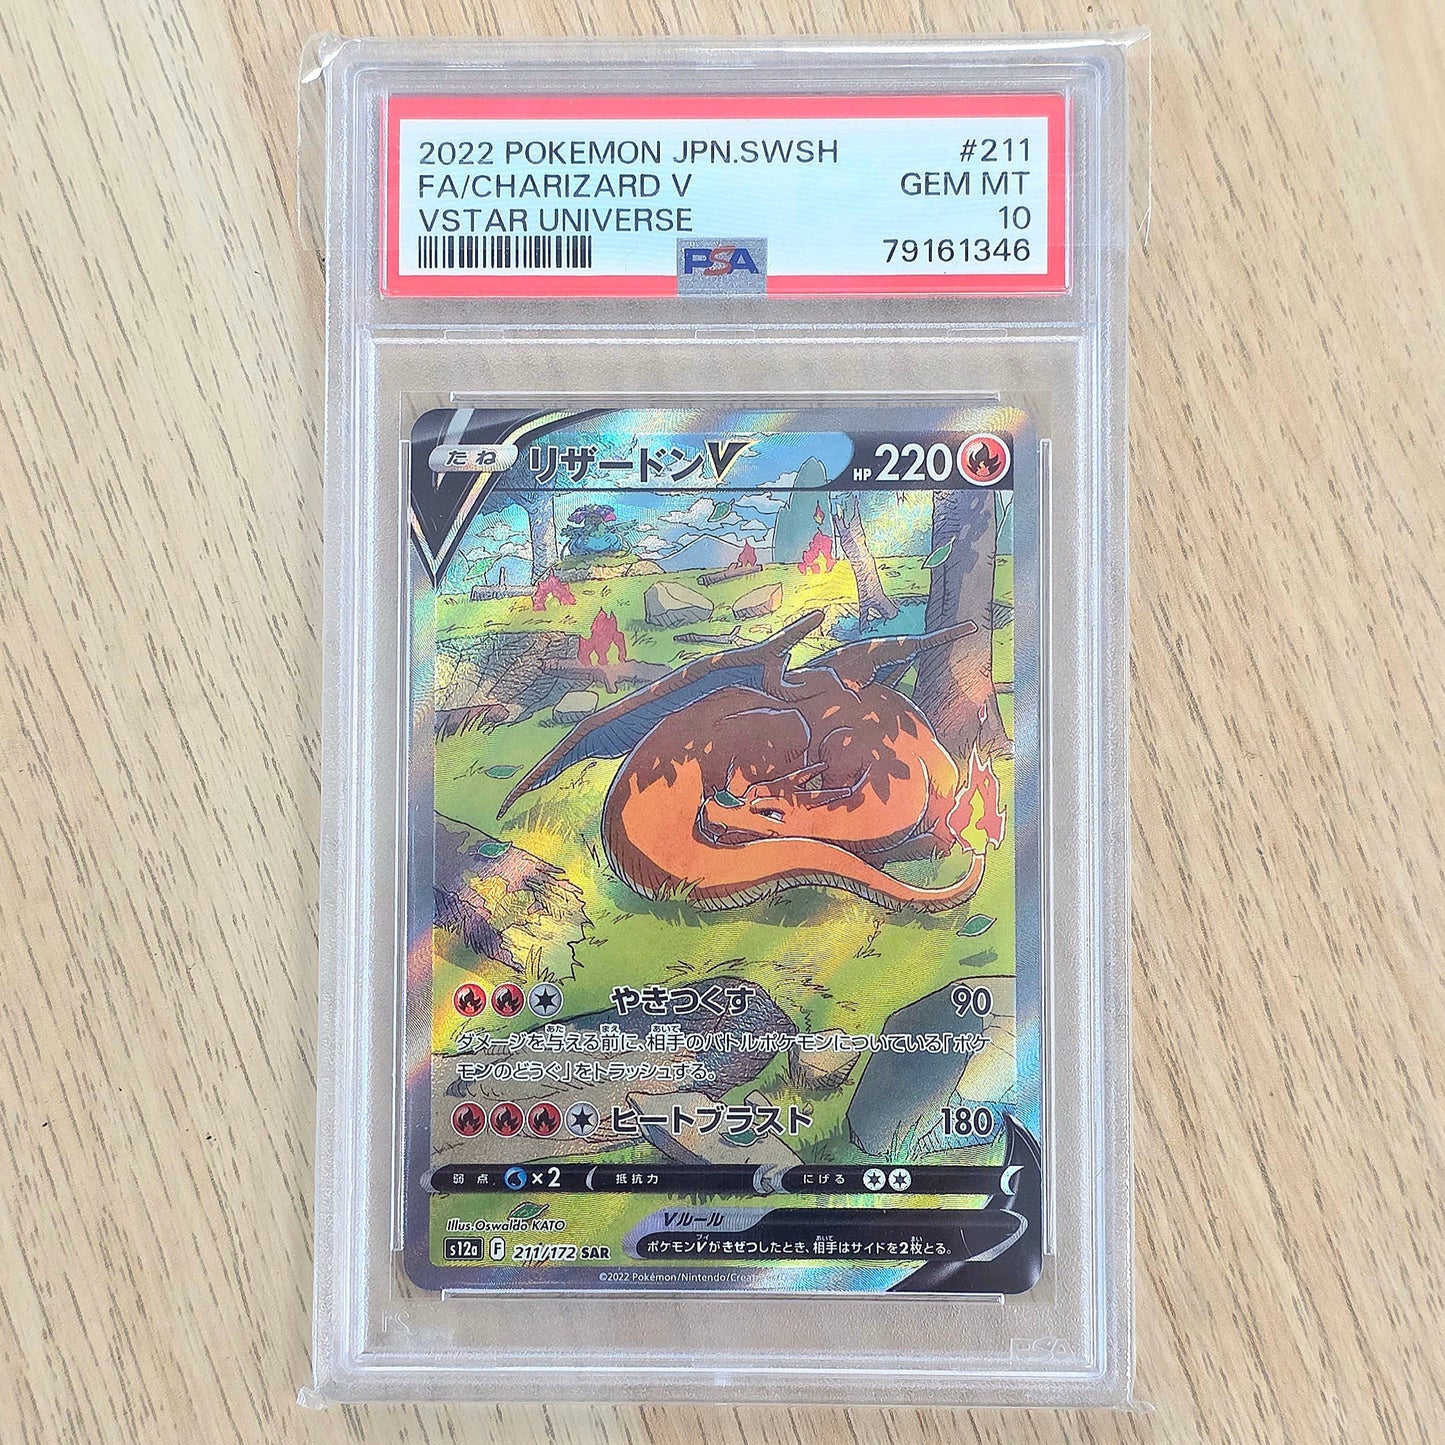 2022 POKEMON JPN.SWSH #211
FA/CHARIZARD V GEM MT
VSTAR UNIVERSE 10
79161346
PSA
たね リザードンV HP 220
やきつくす 90
ダメージを与える前に、相手のバトルポケモンについている「ポケ
モンのどうぐ」をトラッシュする。
ヒートブラスト 180
弱点 ×2 抵抗力 にげる
Illus.Oswaldo KATO
Vルール
s12a F 211/172 SAR
ポケモンVがきぜつしたとき、相手はサイドを2枚とる。
©2022 Pokémon/Nintendo/Creat
PSA